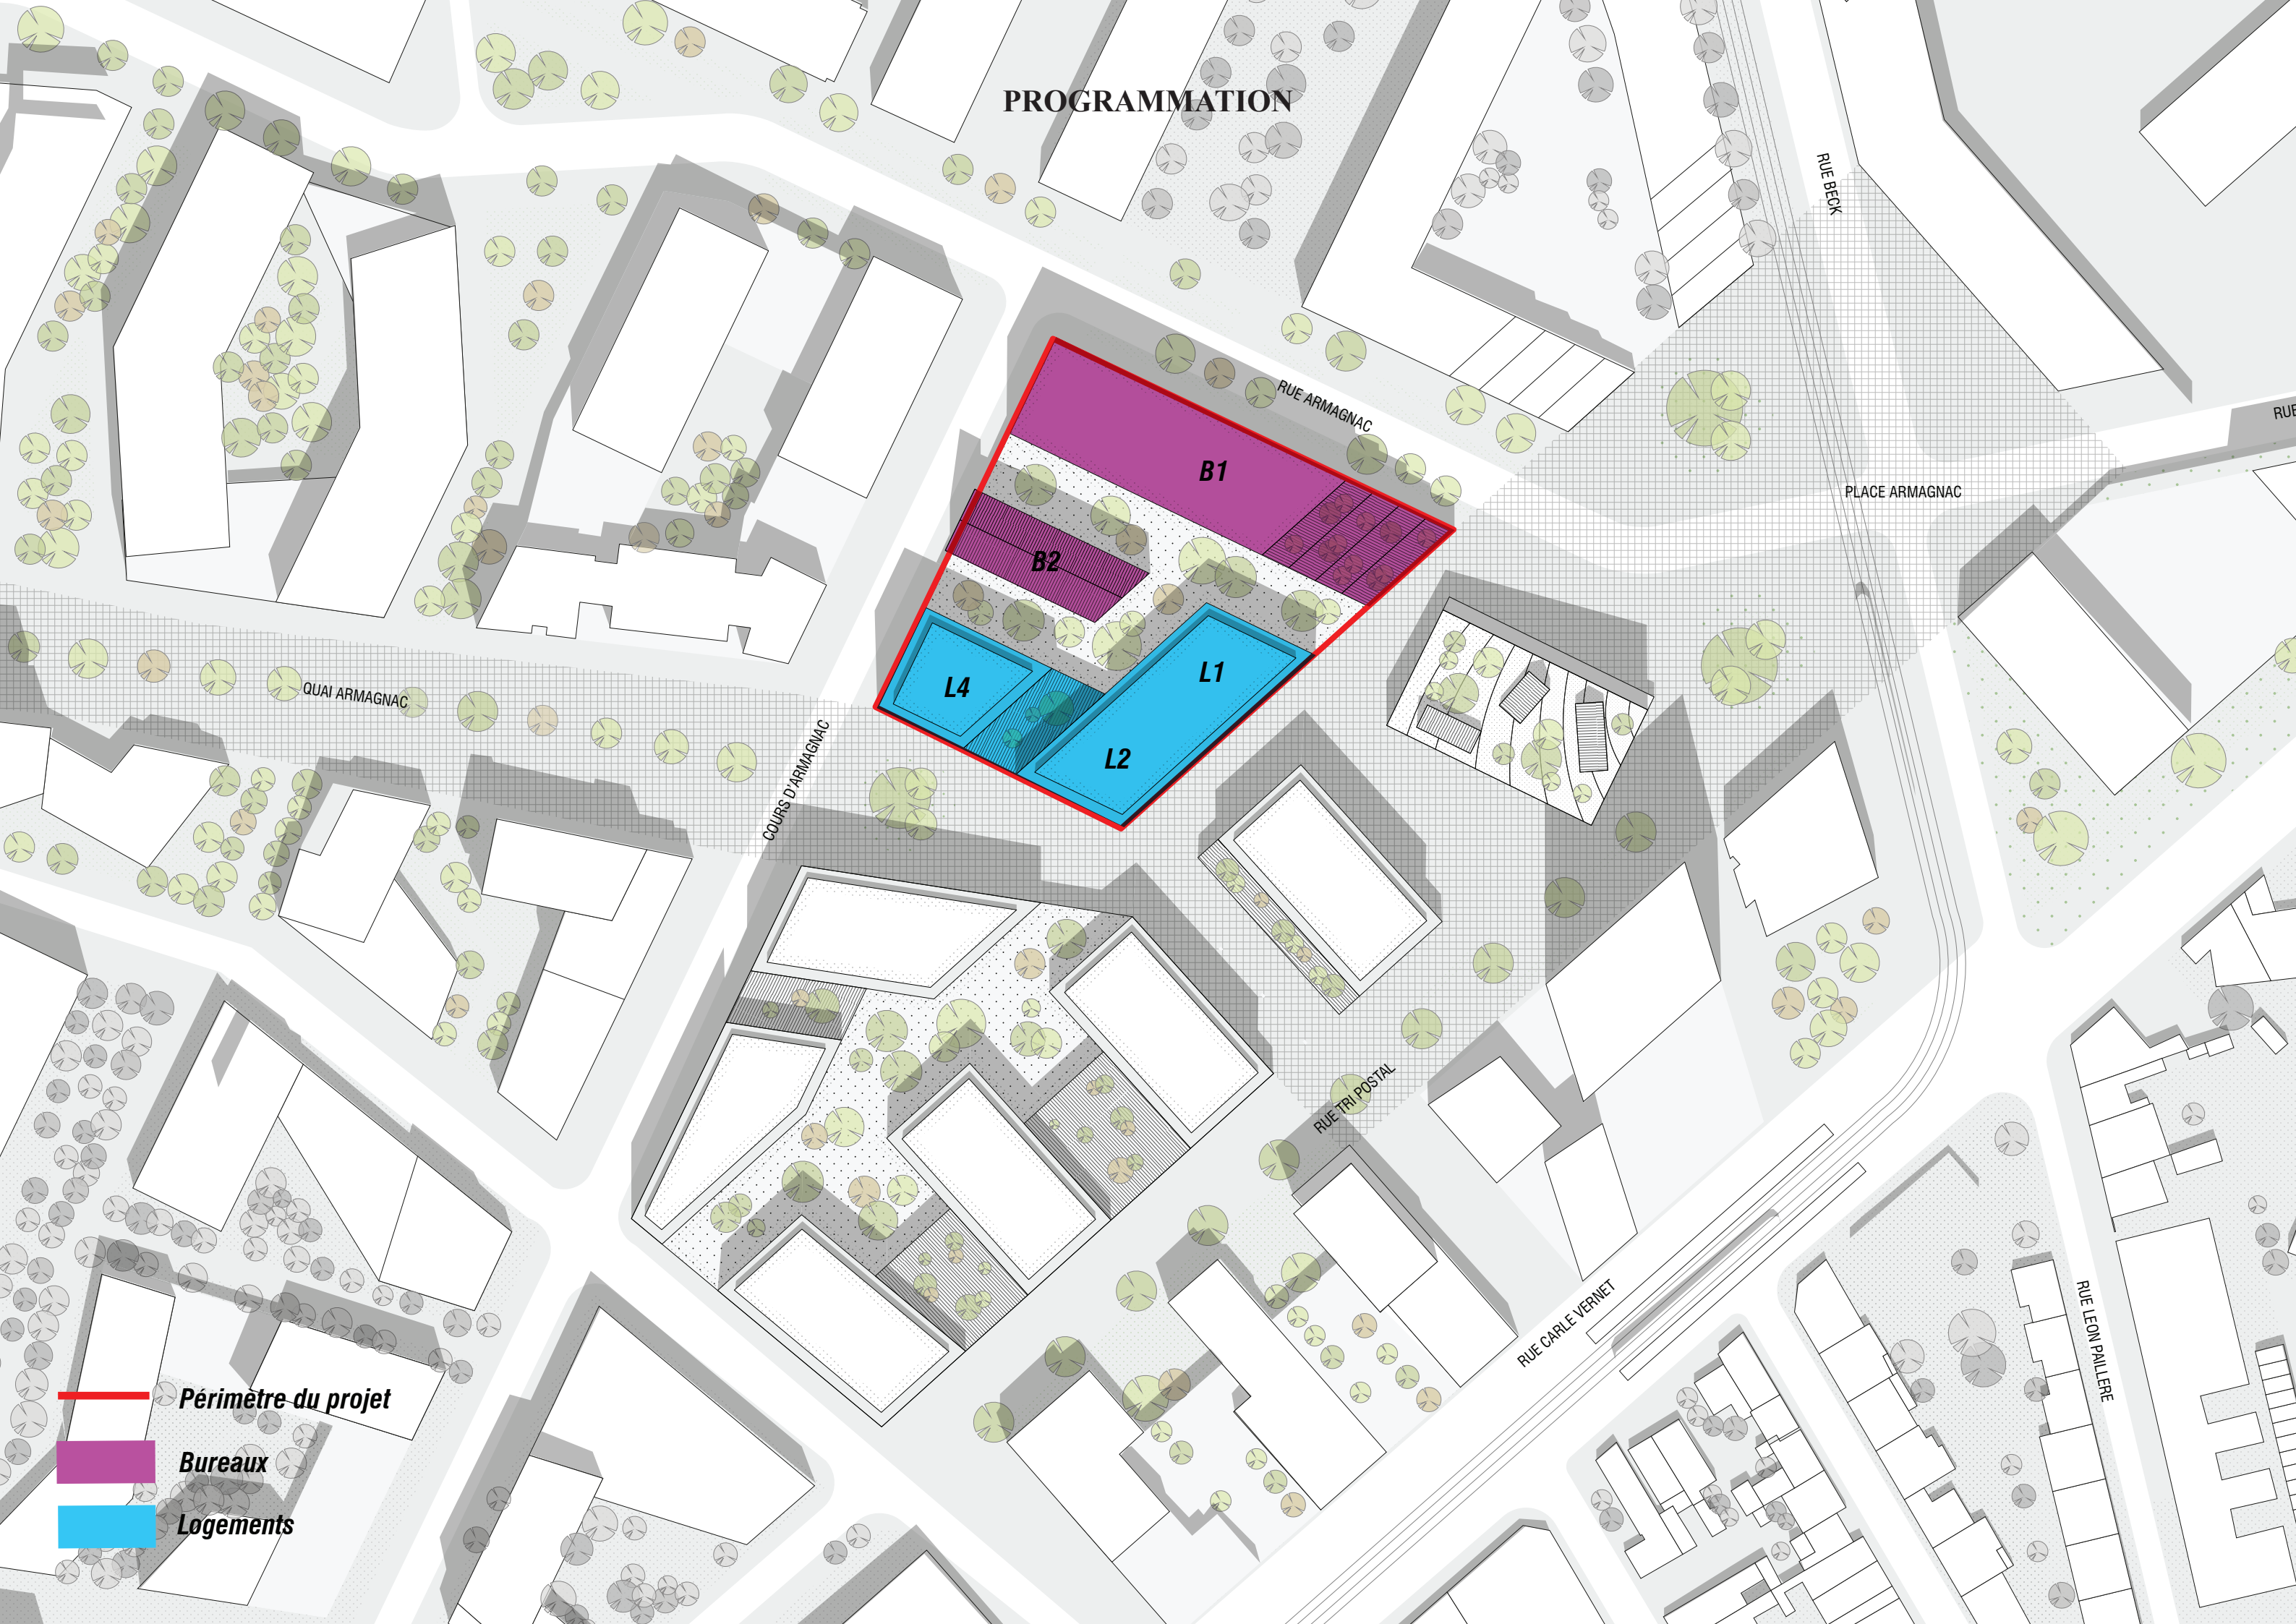 PROGRAMMATION
RUE BECK
RUE ARMAGNAC
RUE
B1
PLACE ARMAGNAC
B2
L1
L4
QUAI ARMAGNAC
L2
COURS D'ARMAGNAC
RUE TRI POSTAL
RUE CARLE VERNET
RUE LEON PAILLERE
Périmètre du projet
Bureaux
Logements